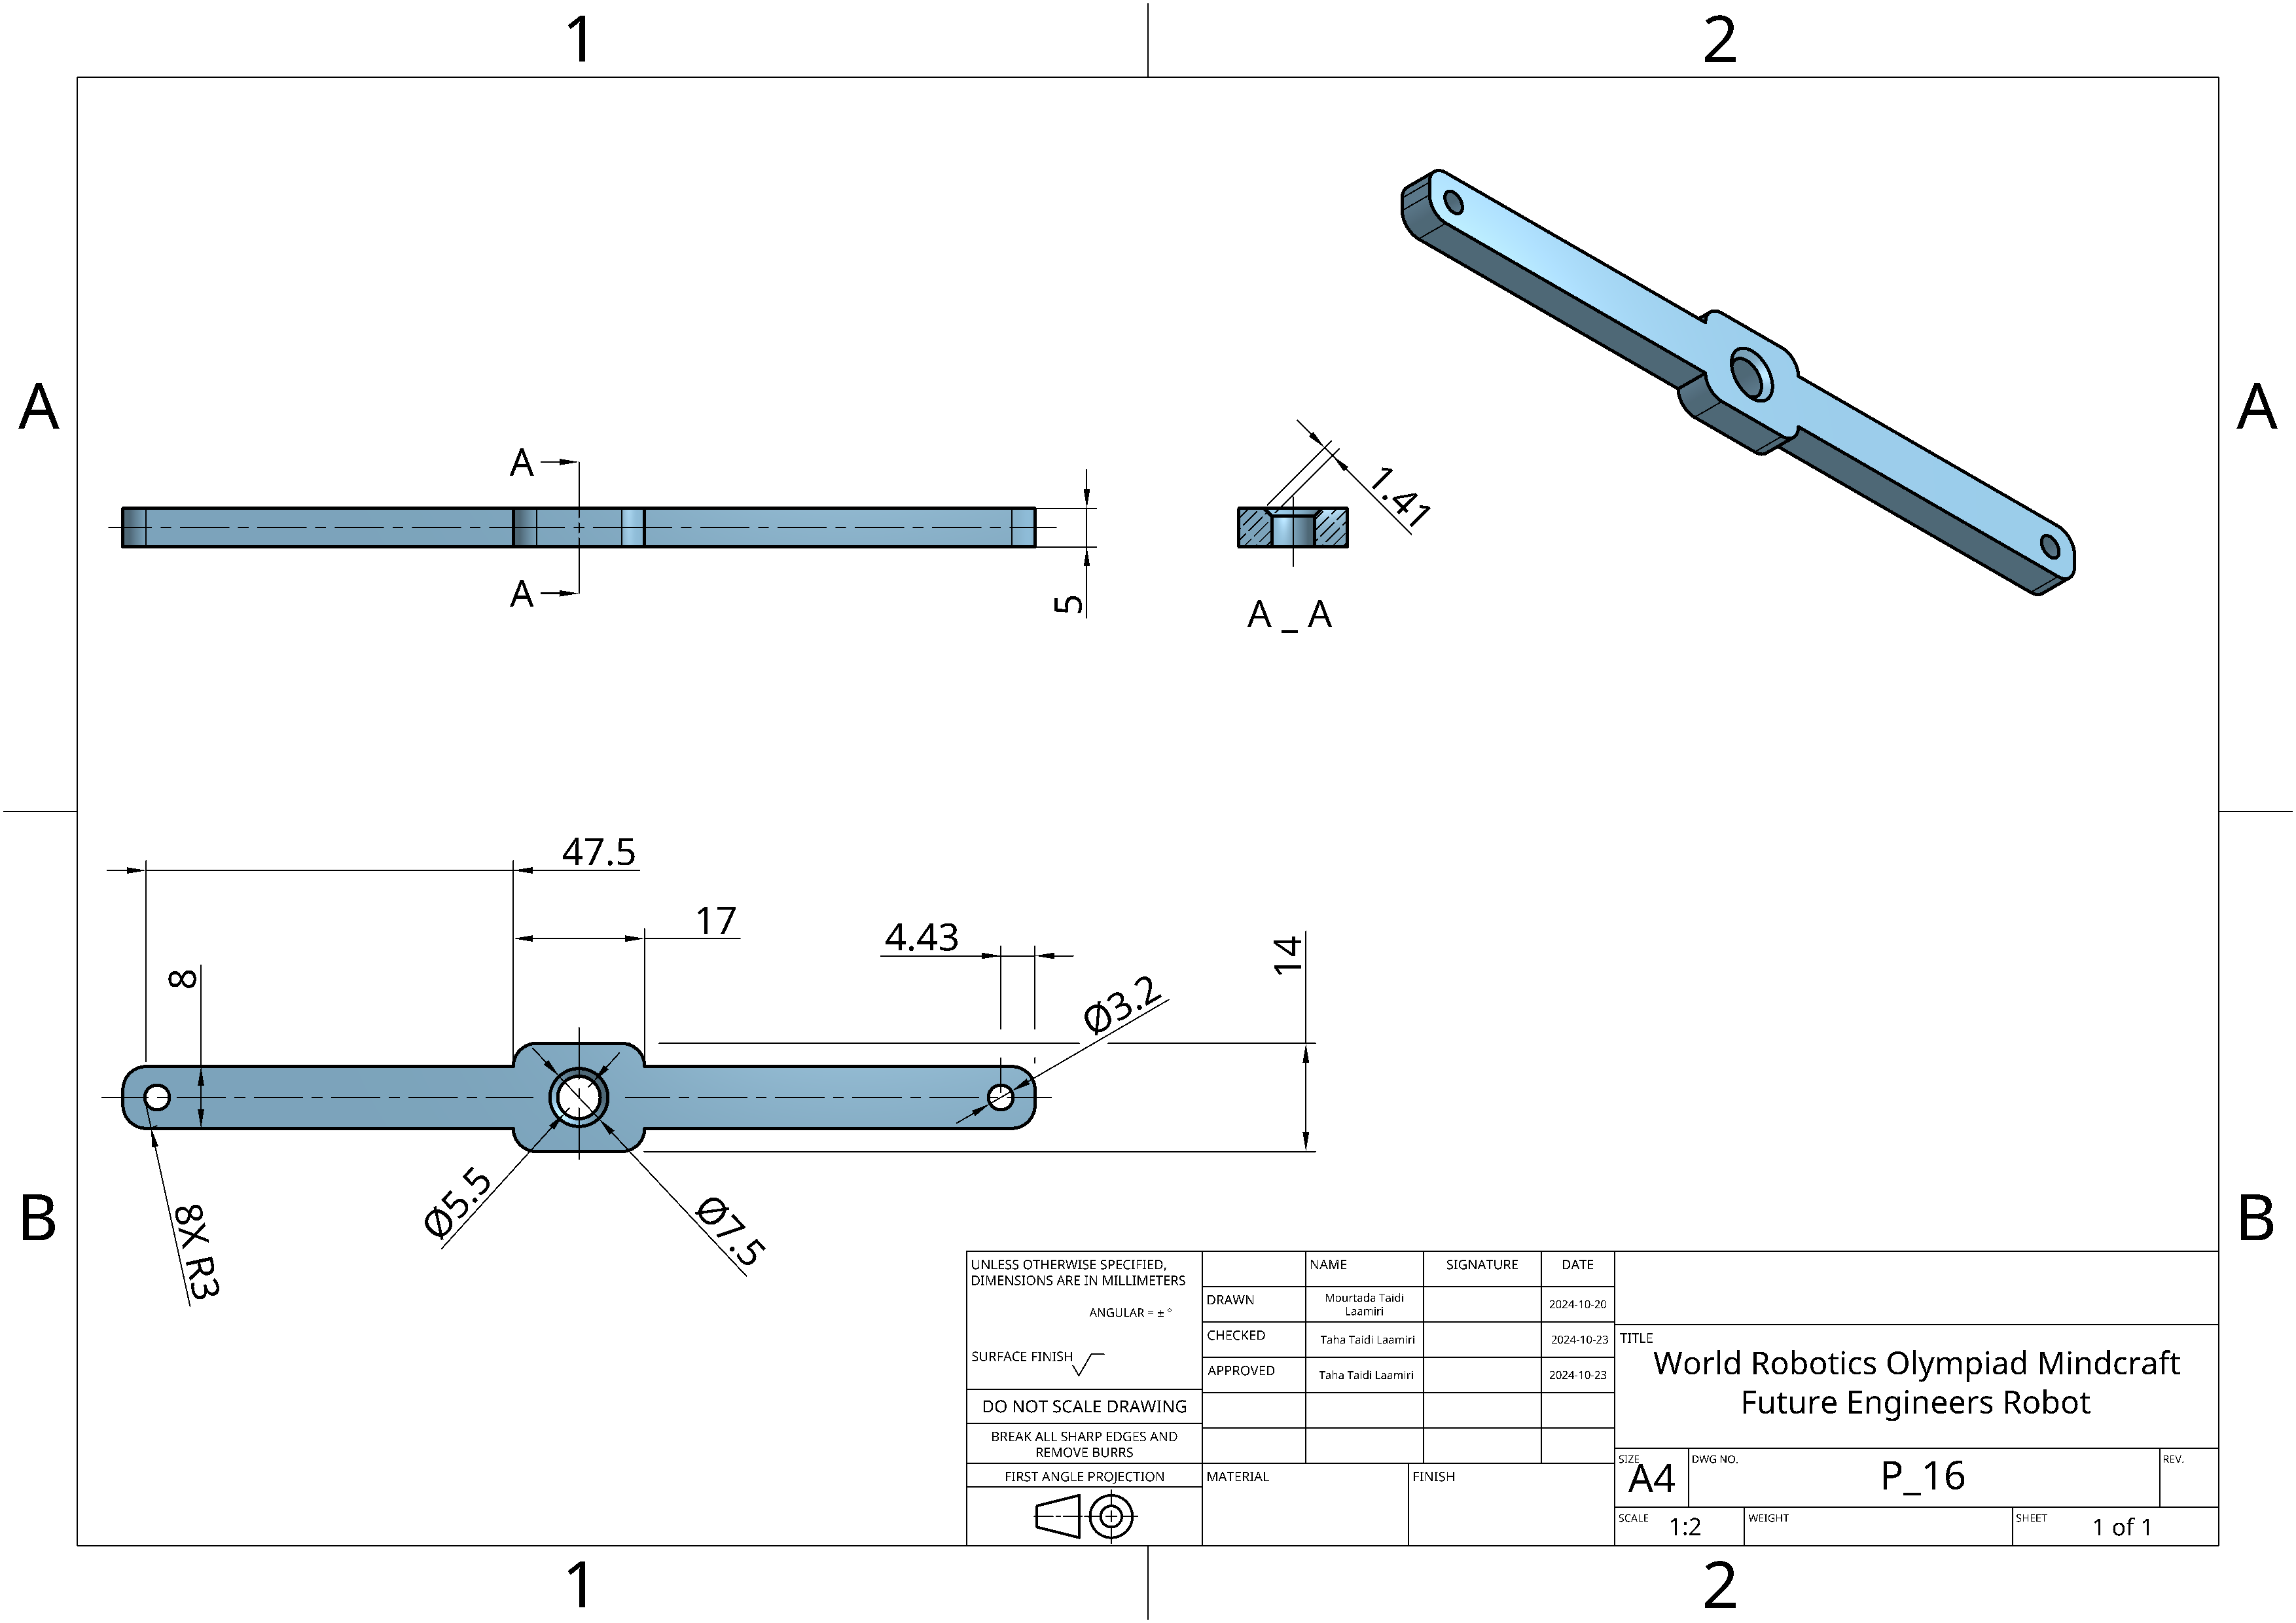 1
2
A
A
A
1.41
A
5
A _ A
47.5
17
4.43
14
8
Ø3.2
B
8X R3
Ø5.5
Ø7.5
B
UNLESS OTHERWISE SPECIFIED,
DIMENSIONS ARE IN MILLIMETERS
ANGULAR = ± °
SURFACE FINISH
DO NOT SCALE DRAWING
BREAK ALL SHARP EDGES AND
REMOVE BURRS
FIRST ANGLE PROJECTION
NAME
SIGNATURE
DATE
DRAWN
Mourtada Taidi
Laamiri
2024-10-20
CHECKED
Taha Taidi Laamiri
2024-10-23
APPROVED
Taha Taidi Laamiri
2024-10-23
MATERIAL
FINISH
TITLE
World Robotics Olympiad Mindcraft
Future Engineers Robot
SIZE
A4
DWG NO.
P_16
REV.
SCALE
1:2
WEIGHT
SHEET
1 of 1
1
2